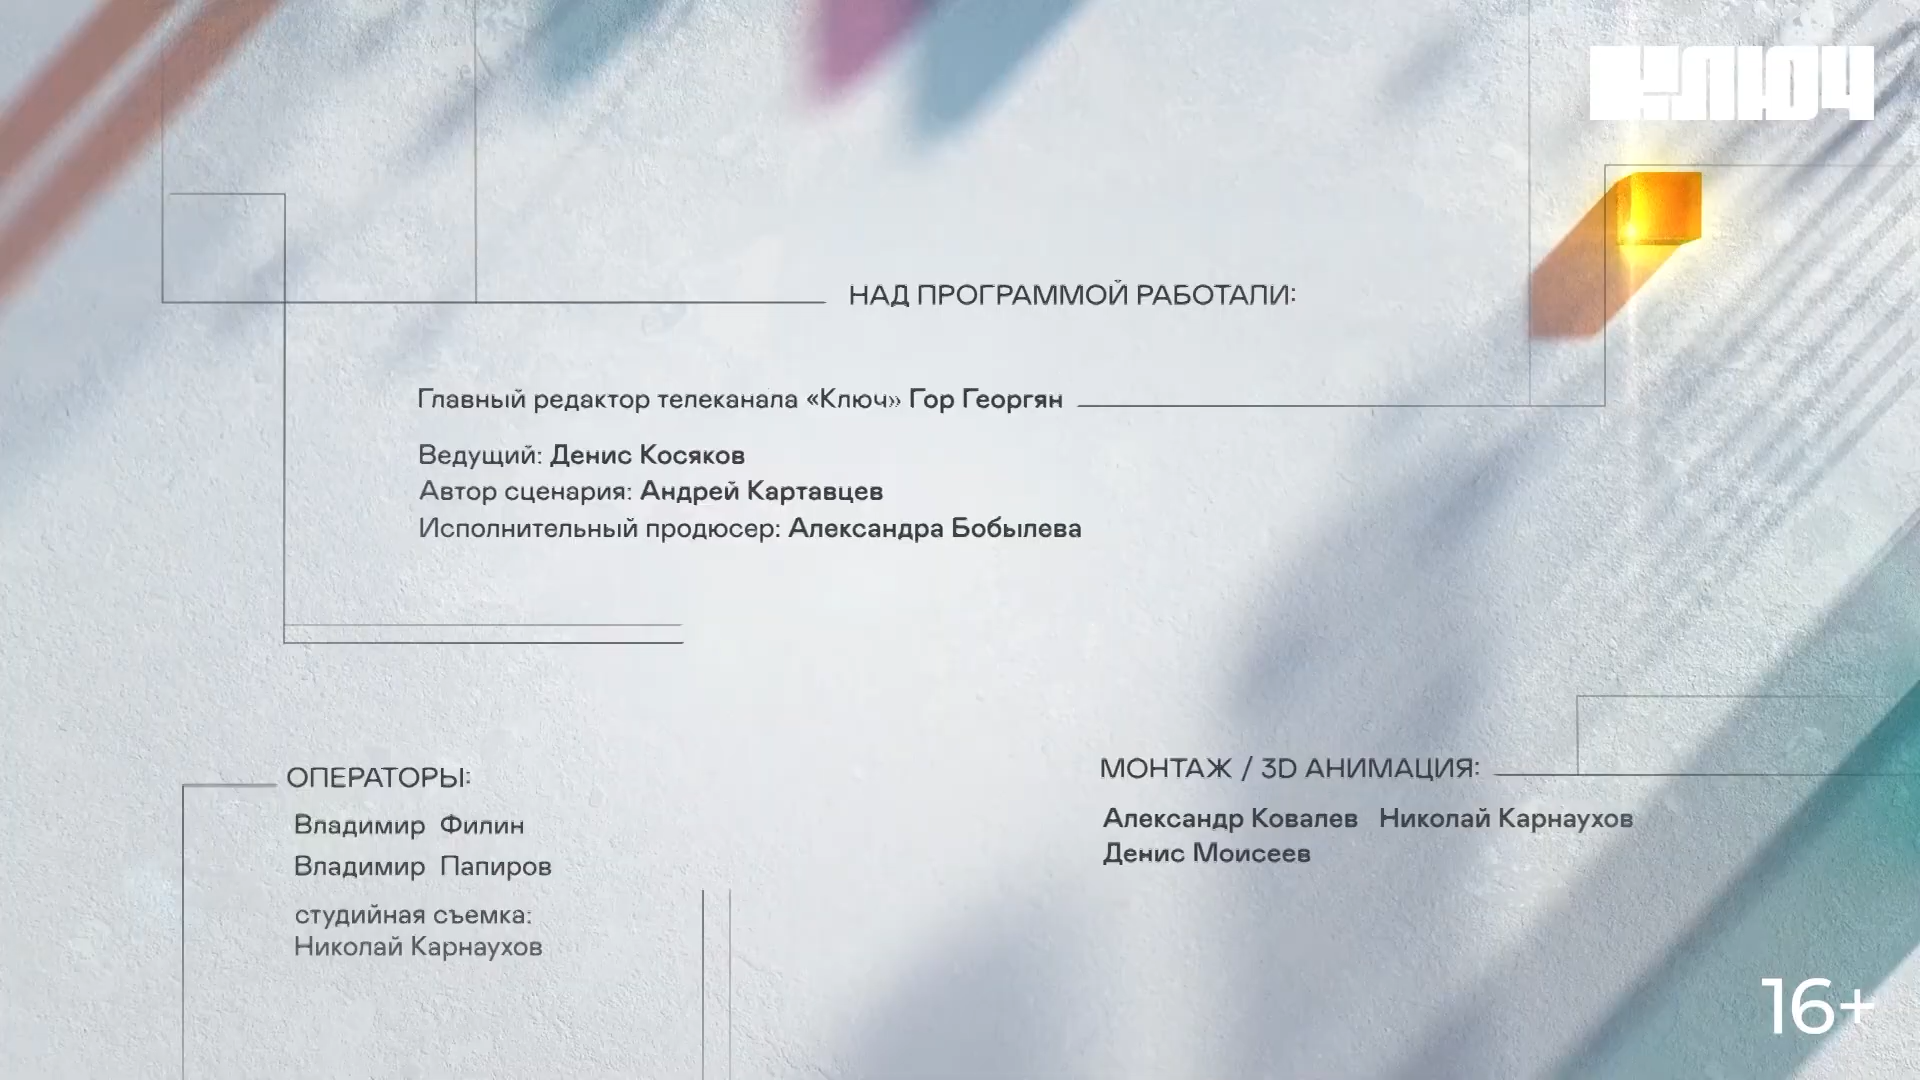 КЛЮЧ
НАД ПРОГРАММОЙ РАБОТАЛИ:
Главный редактор телеканала «Ключ» Гор Георгян
Ведущий: Денис Косяков
Автор сценария: Андрей Картавцев
Исполнительный продюсер: Александра Бобылева
ОПЕРАТОРЫ:
Владимир Филин
Владимир Папиров
студийная съемка:
Николай Карнаухов
МОНТАЖ / 3D АНИМАЦИЯ:
Александр Ковалев Николай Карнаухов
Денис Моисеев
16+